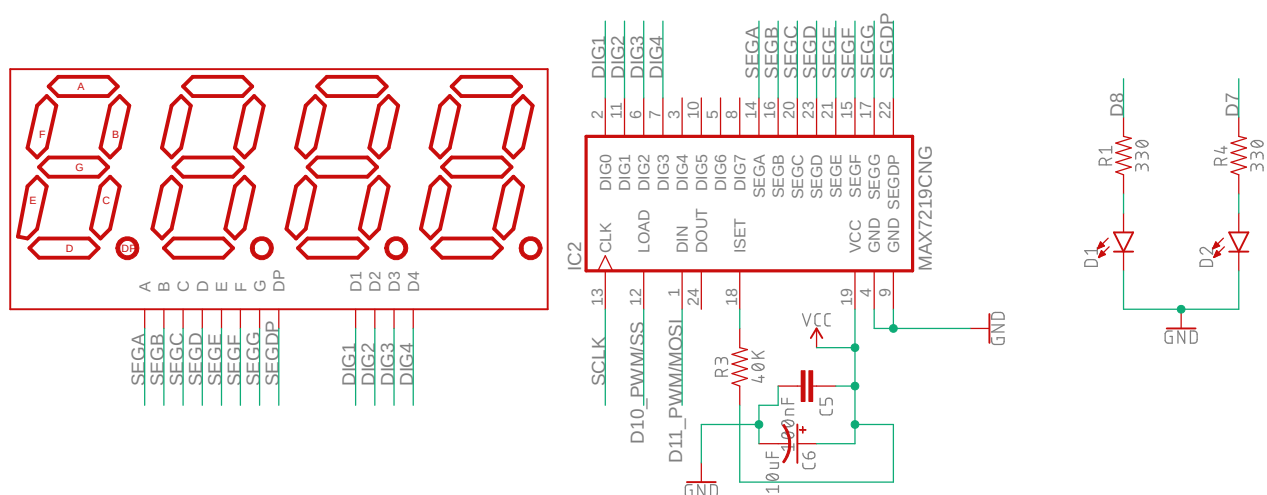 A
F
B
G
E
C
D
DP
A
B
C
D
E
F
G
DP
D1
D2
D3
D4
SEGA
SEGB
SEGC
SEGD
SEGE
SEGF
SEGG
SEGDP
DIG1
DIG2
DIG3
DIG4
DIG1
DIG2
DIG3
DIG4
SEGA
SEGB
SEGC
SEGD
SEGE
SEGF
SEGG
SEGDP
2
11
6
7
3
10
5
8
14
16
20
23
21
15
17
22
DIG0
DIG1
DIG2
DIG3
DIG4
DIG5
DIG6
DIG7
SEGA
SEGB
SEGC
SEGD
SEGE
SEGF
SEGG
SEGDP
CLK
LOAD
DIN
DOUT
ISET
VCC
GND
GND
IC2
MAX7219CNG
13
12
1
24
18
19
4
9
SCLK
D10_PWM/SS
D11_PWM/MOSI
R3
40K
VCC
GND
100nF
C5
+
10uF
C6
GND
D8
R1
330
D1
D7
R4
330
D2
GND